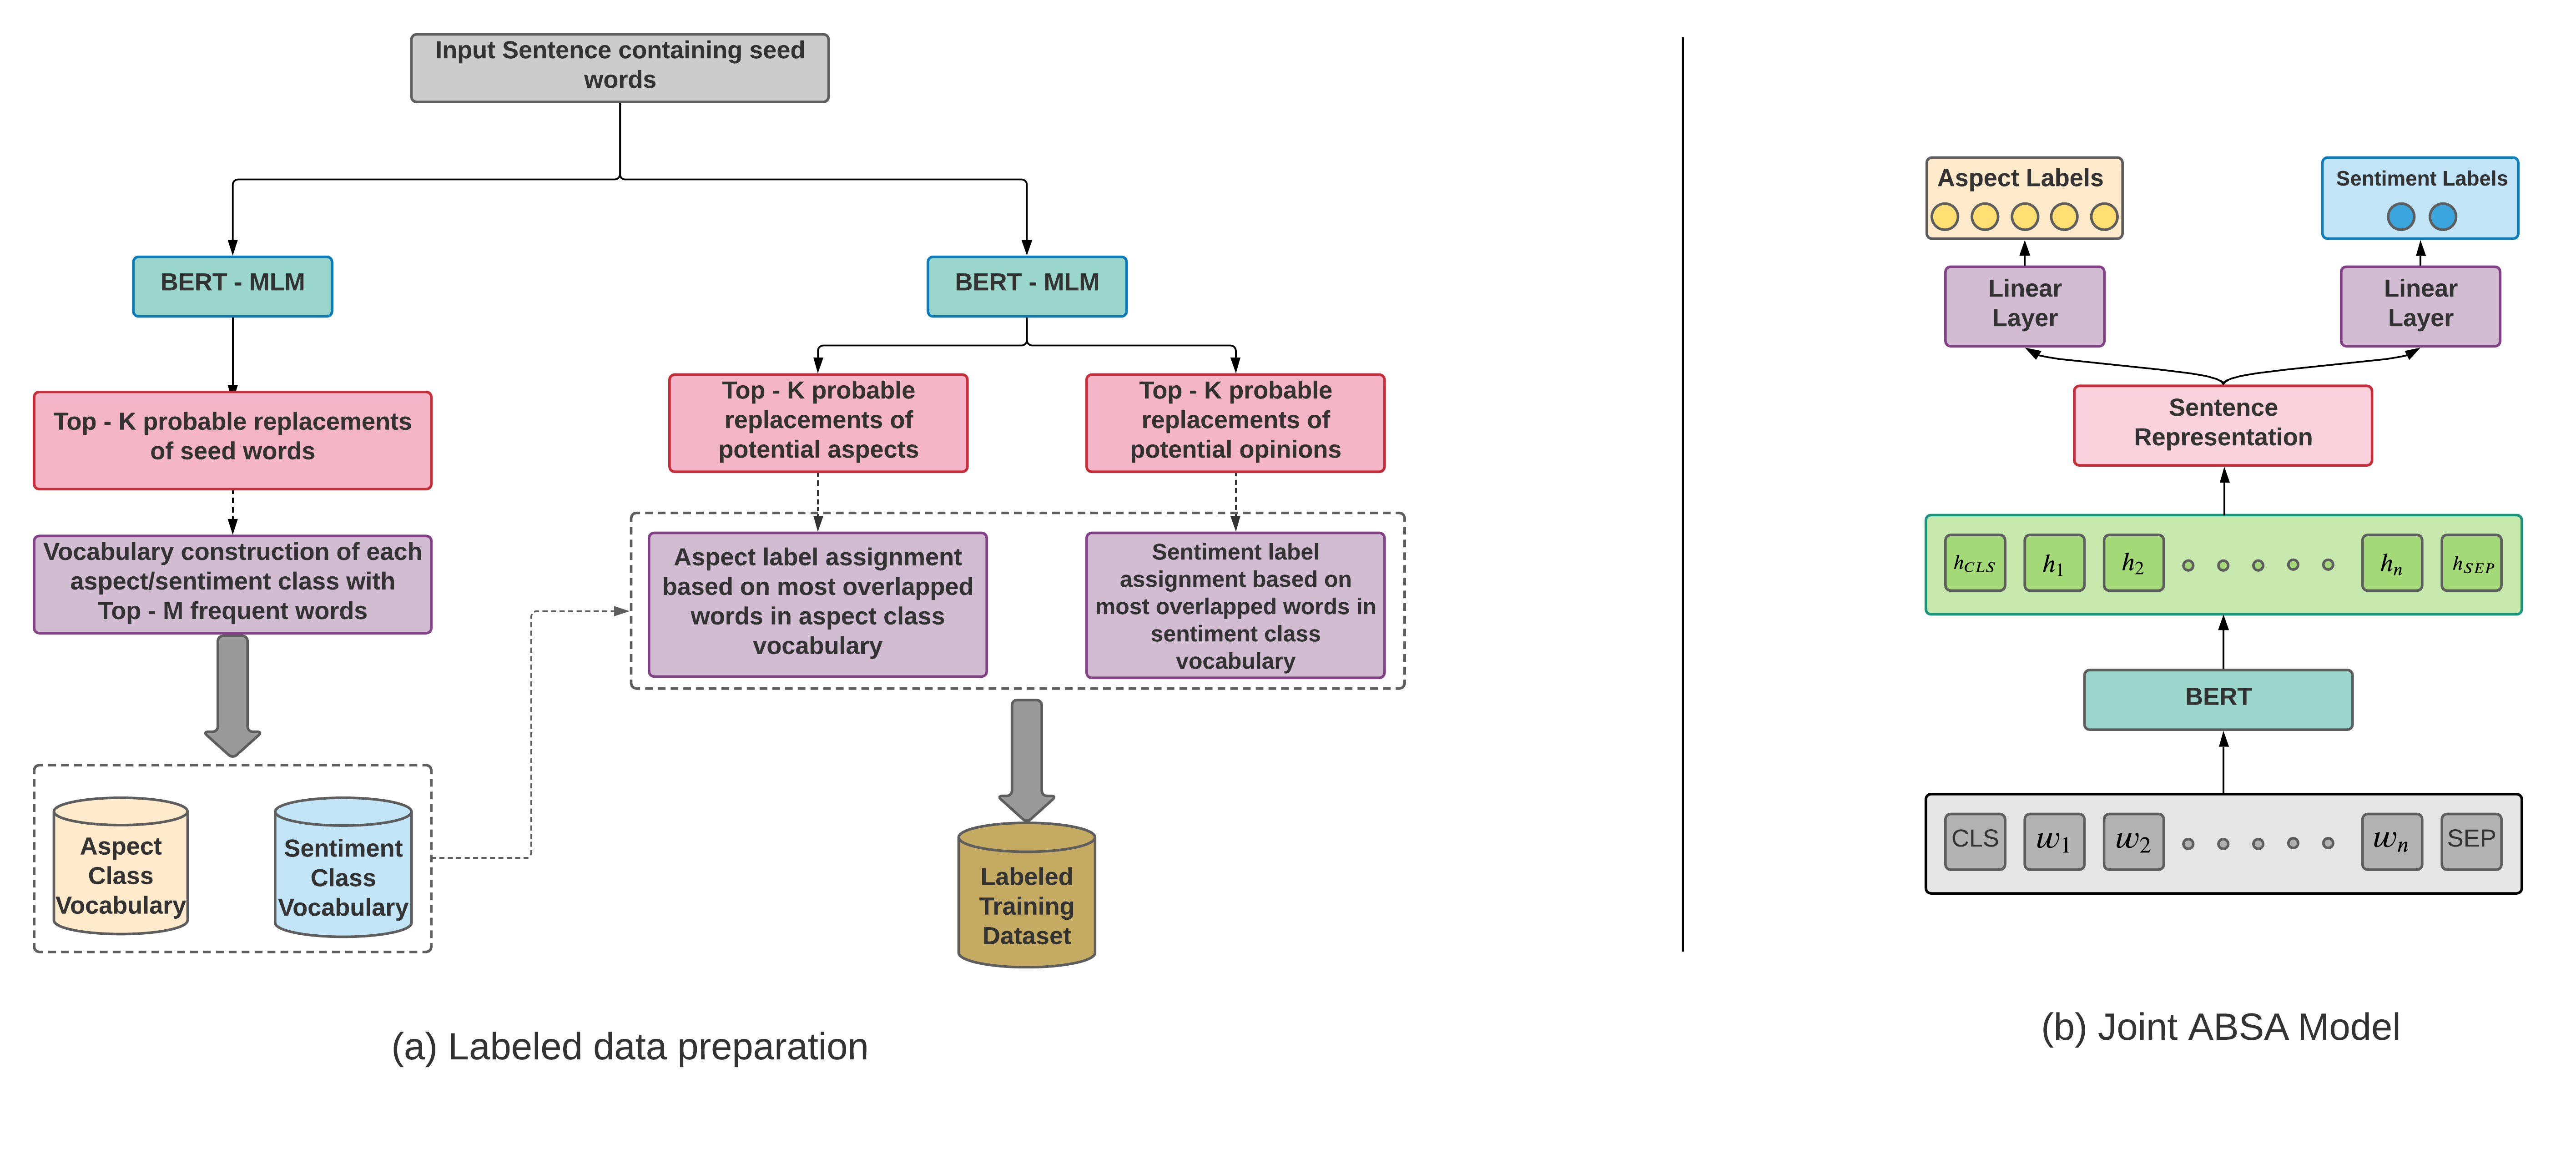 Input Sentence containing seed
words
BERT - MLM
BERT - MLM
Top - K probable replacements
of seed words
Top - K probable
replacements of
potential aspects
Top - K probable
replacements of
potential opinions
Vocabulary construction of each
aspect/sentiment class with
Top - M frequent words
Aspect label assignment
based on most overlapped
words in aspect class
vocabulary
Sentiment label
assignment based on
most overlapped words in
sentiment class
vocabulary
Aspect
Class
Vocabulary
Sentiment
Class
Vocabulary
Labeled
Training
Dataset
(a) Labeled data preparation
Aspect Labels
Sentiment Labels
Linear
Layer
Linear
Layer
Sentence
Representation
h_{CLS} h_1 h_2 h_n h_{SEP}
BERT
CLS w_1 w_2 w_n SEP
(b) Joint ABSA Model